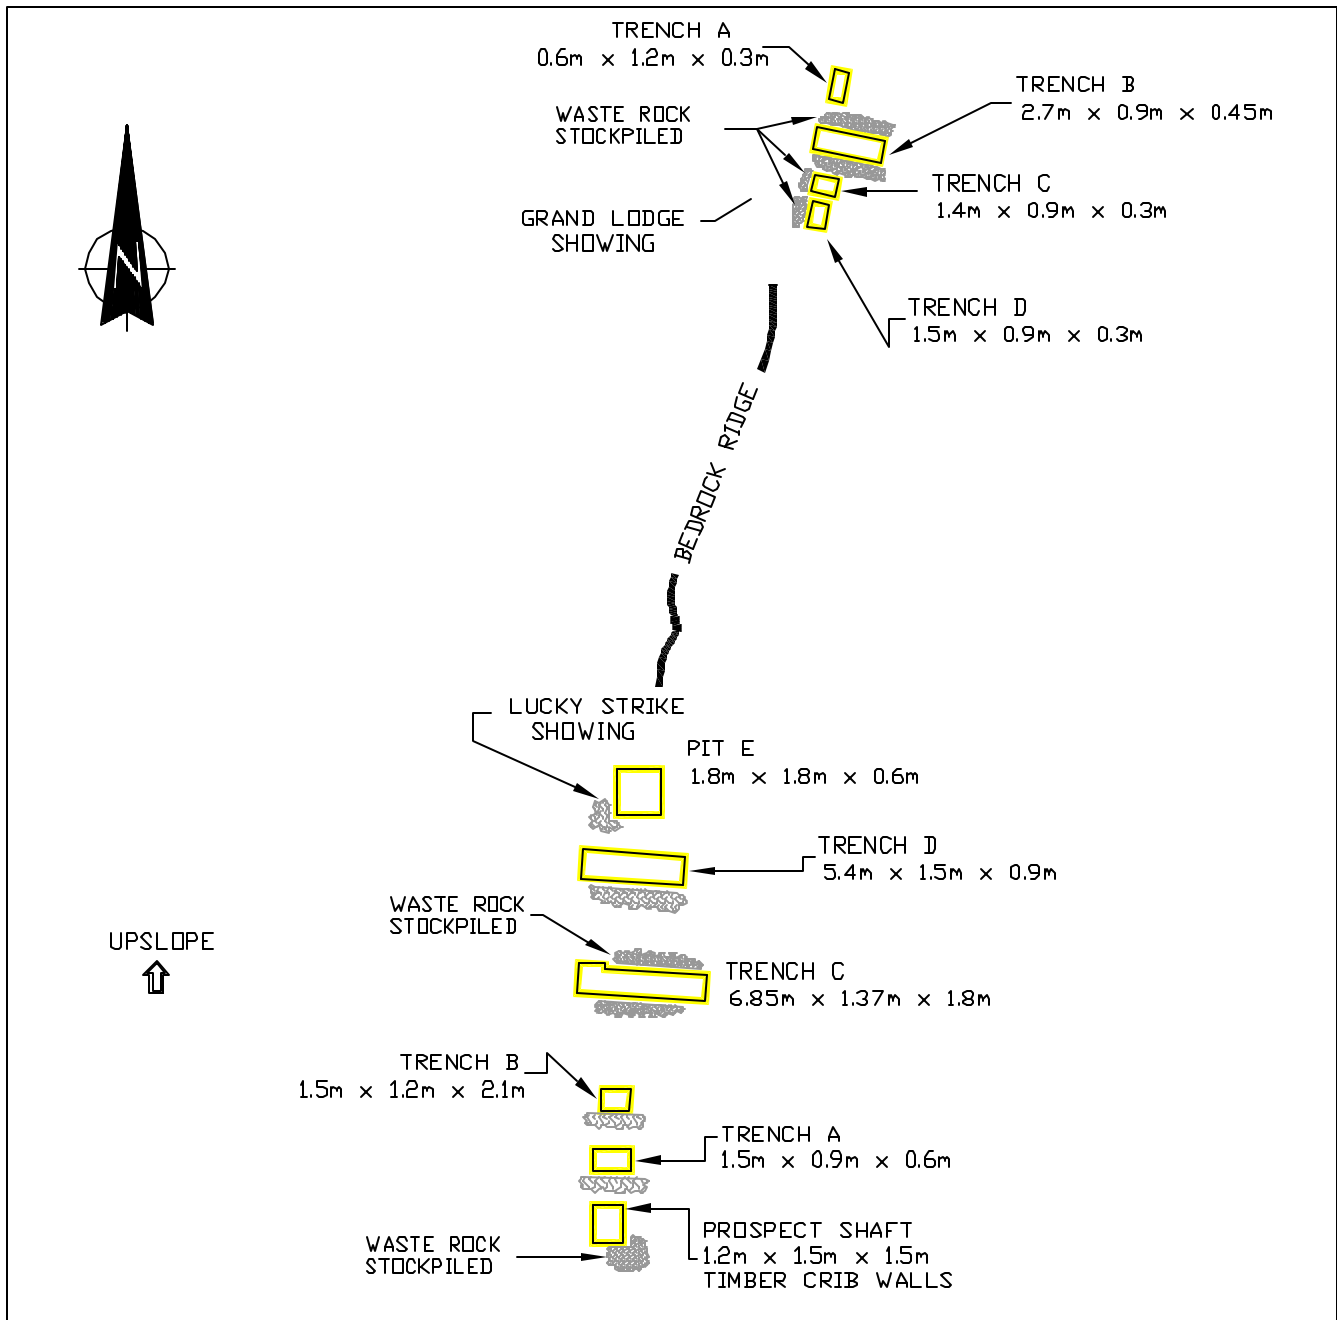 TRENCH A
0.6m x 1.2m x 0.3m
TRENCH B
2.7m x 0.9m x 0.45m
WASTE ROCK
STOCKPILED
TRENCH C
1.4m x 0.9m x 0.3m
GRAND LODGE
SHOWING
N
TRENCH D
1.5m x 0.9m x 0.3m
BEDROCK RIDGE
LUCKY STRIKE
SHOWING
PIT E
1.8m x 1.8m x 0.6m
TRENCH D
5.4m x 1.5m x 0.9m
WASTE ROCK
STOCKPILED
UPSLOPE
TRENCH C
6.85m x 1.37m x 1.8m
TRENCH B
1.5m x 1.2m x 2.1m
TRENCH A
1.5m x 0.9m x 0.6m
PROSPECT SHAFT
1.2m x 1.5m x 1.5m
TIMBER CRIB WALLS
WASTE ROCK
STOCKPILED